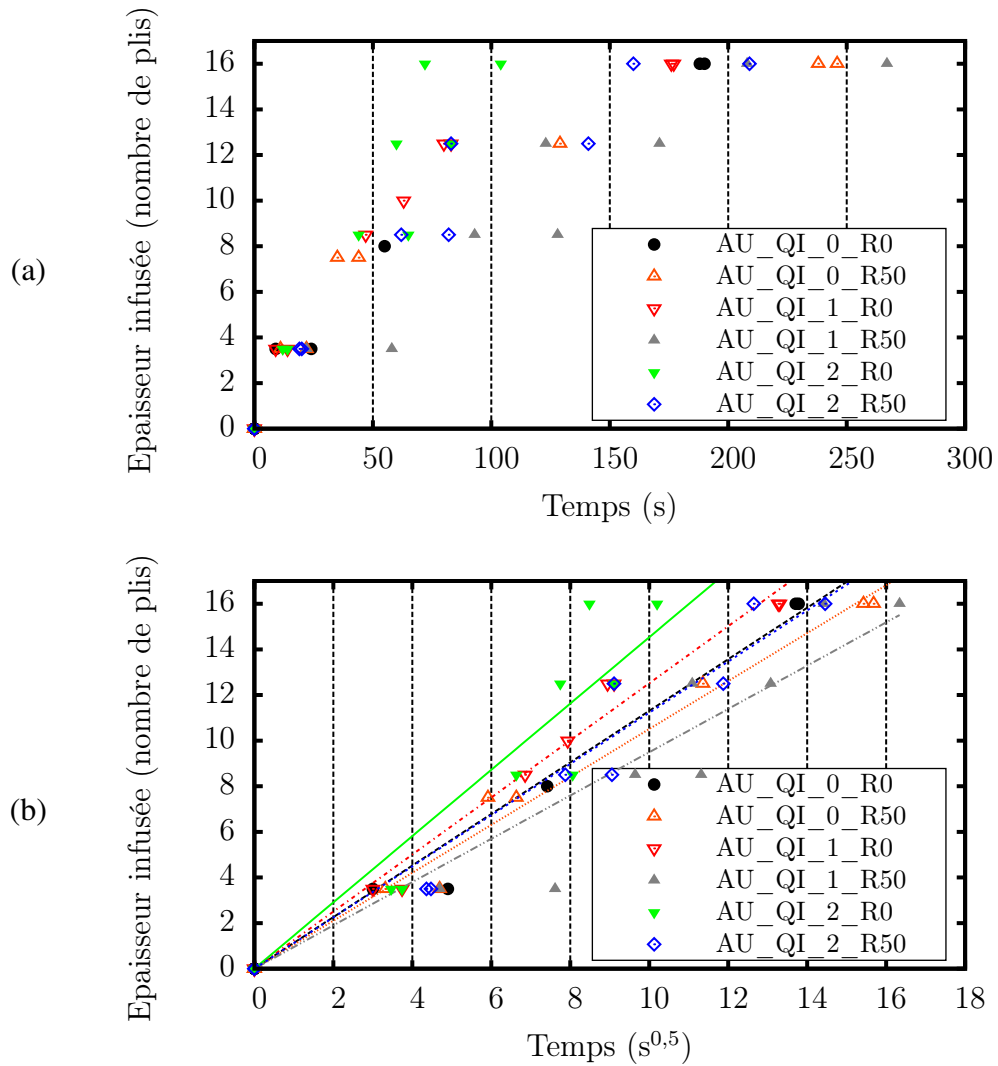 (a)
Epaisseur infusée (nombre de plis)
16
14
12
10
8
6
4
2
0
AU_QI_0_R0
AU_QI_0_R50
AU_QI_1_R0
AU_QI_1_R50
AU_QI_2_R0
AU_QI_2_R50
0 50 100 150 200 250 300
Temps (s)
(b)
Epaisseur infusée (nombre de plis)
16
14
12
10
8
6
4
2
0
AU_QI_0_R0
AU_QI_0_R50
AU_QI_1_R0
AU_QI_1_R50
AU_QI_2_R0
AU_QI_2_R50
0 2 4 6 8 10 12 14 16 18
Temps (s^0,5)